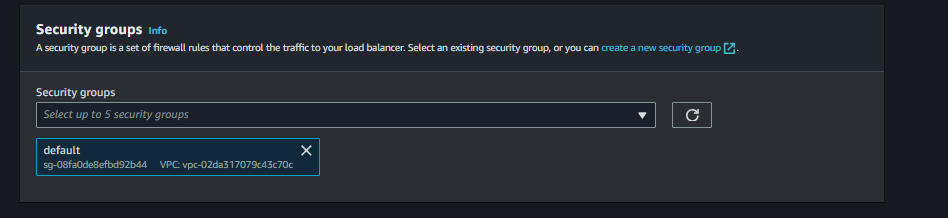 Security groups Info
A security group is a set of firewall rules that control the traffic to your load balancer. Select an existing security group, or you can create a new security group.
Security groups
Select up to 5 security groups
default
sg-08fa0de8efbd92b44 VPC: vpc-02da317079c43c70c